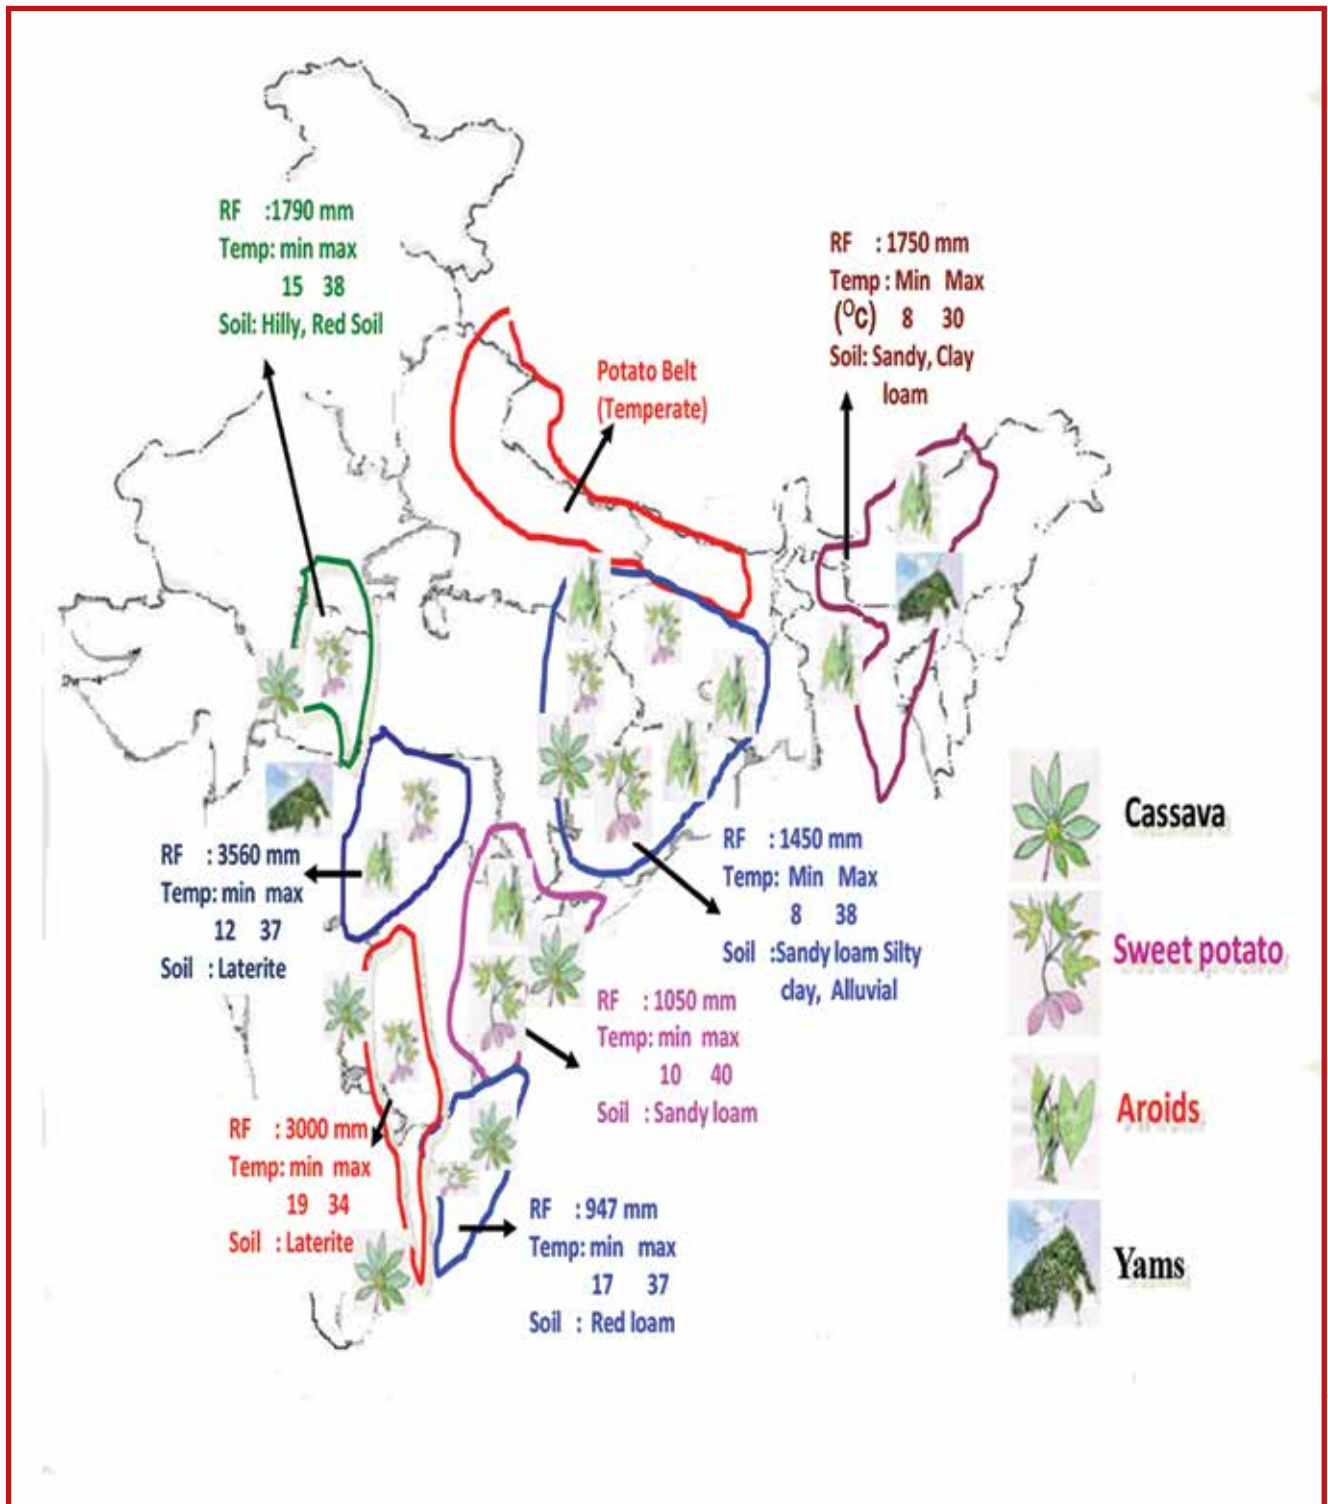 RF :1790 mm
Temp: min max
15 38
Soil: Hilly, Red Soil
RF : 1750 mm
Temp : Min Max
(°C) 8 30
Soil: Sandy, Clay
loam
Potato Belt
(Temperate)
RF : 3560 mm
Temp: min max
12 37
Soil : Laterite
RF : 1450 mm
Temp: Min Max
8 38
Soil :Sandy loam Silty
clay, Alluvial
RF : 1050 mm
Temp: min max
10 40
Soil : Sandy loam
RF : 3000 mm
Temp: min max
19 34
Soil : Laterite
RF : 947 mm
Temp: min max
17 37
Soil : Red loam
Cassava
Sweet potato
Aroids
Yams